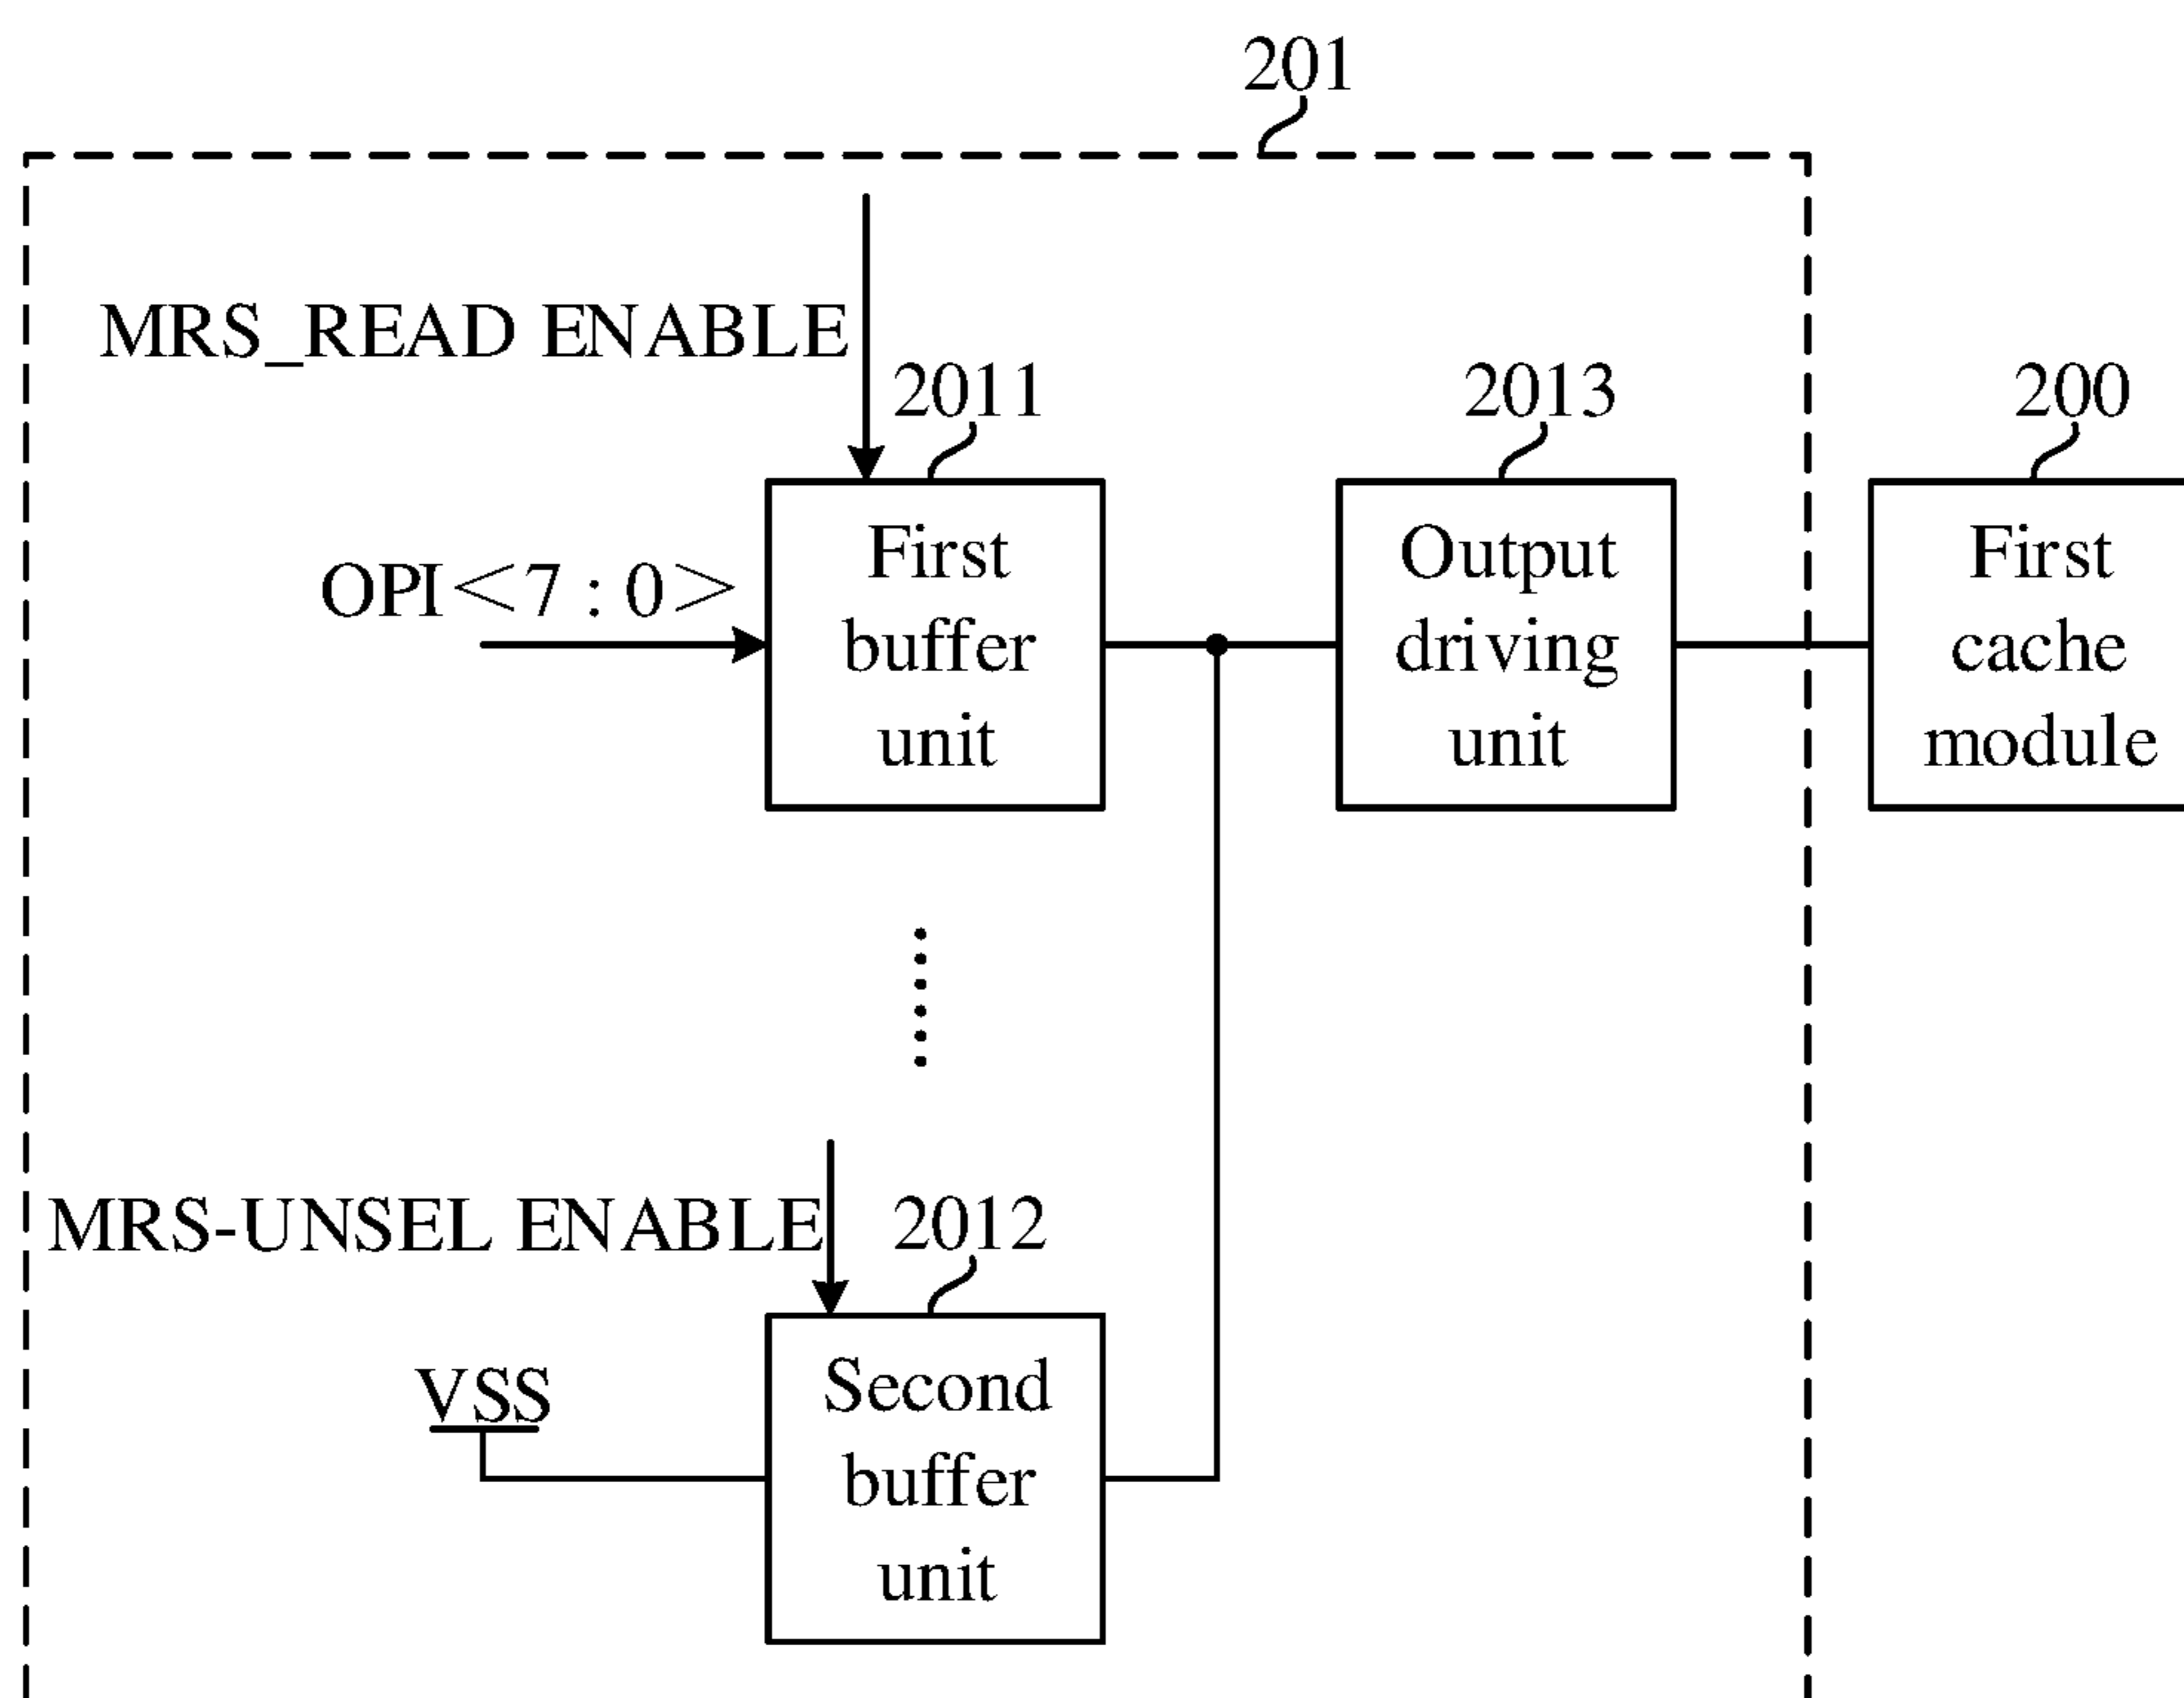 201
MRS_READ ENABLE
2011
2013
200
OPI<7 : 0>
First
buffer
unit
Output
driving
unit
First
cache
module
MRS-UNSEL ENABLE
2012
VSS
Second
buffer
unit